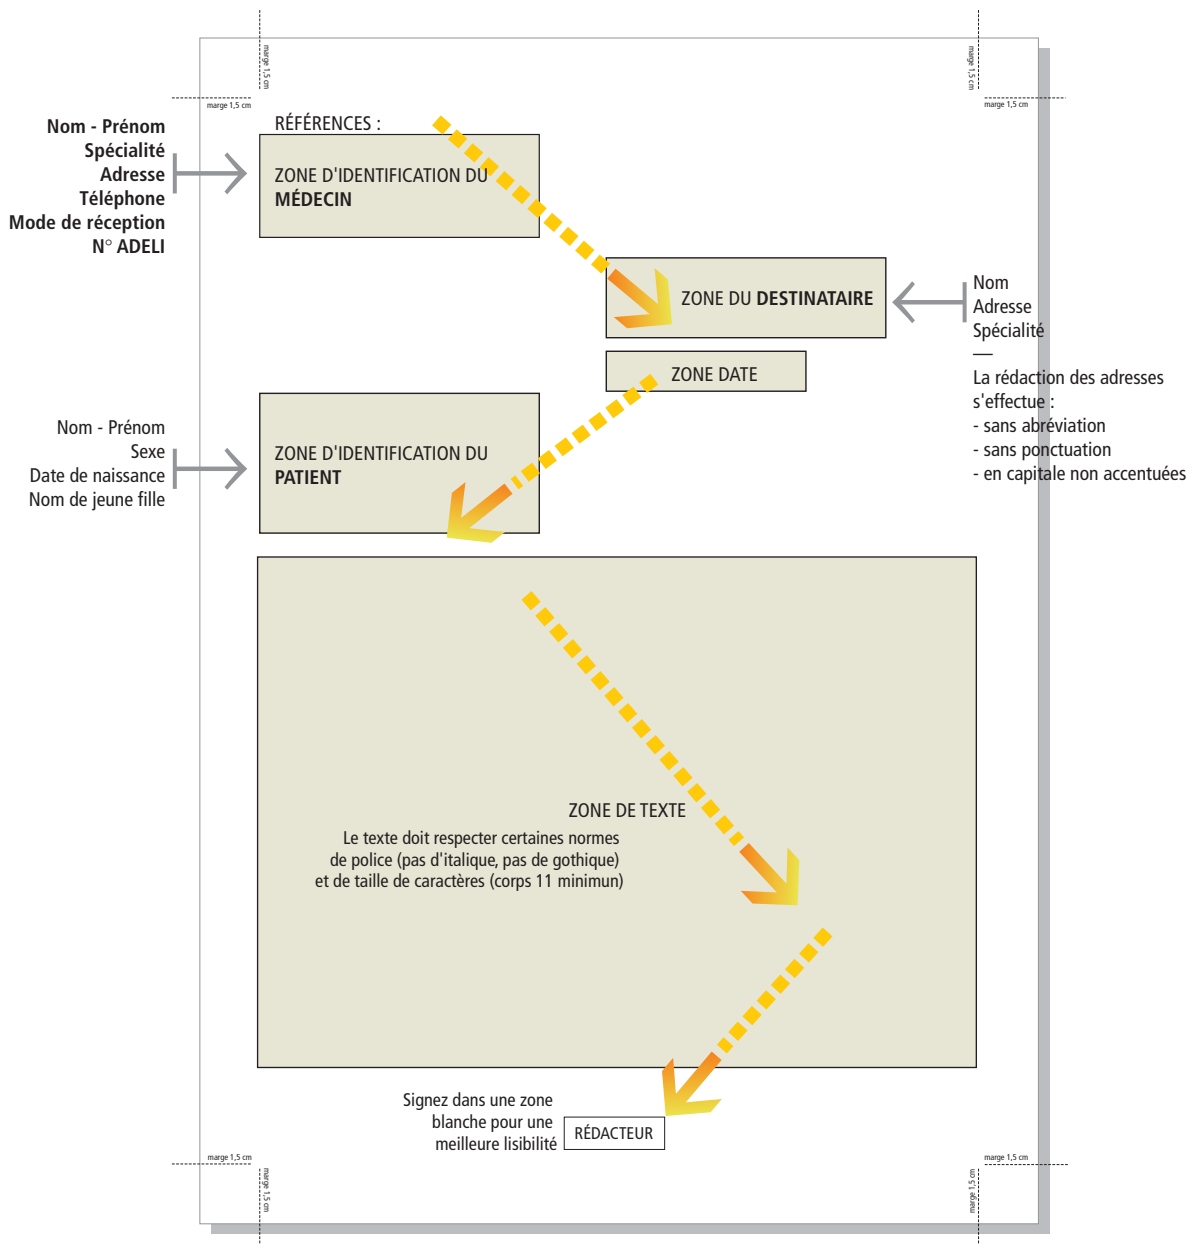 marge 1,5 cm
marge 1,5 cm
marge 1,5 cm
marge 1,5 cm
Nom - Prénom
Spécialité
Adresse
Téléphone
Mode de réception
N° ADELI
RÉFÉRENCES :
ZONE D'IDENTIFICATION DU
MÉDECIN
ZONE DU DESTINATAIRE
Nom
Adresse
Spécialité
—
La rédaction des adresses
s'effectue :
- sans abréviation
- sans ponctuation
- en capitale non accentuées
ZONE DATE
Nom - Prénom
Sexe
Date de naissance
Nom de jeune fille
ZONE D'IDENTIFICATION DU
PATIENT
ZONE DE TEXTE
Le texte doit respecter certaines normes
de police (pas d'italique, pas de gothique)
et de taille de caractères (corps 11 minimun)
Signez dans une zone
blanche pour une
meilleure lisibilité
RÉDACTEUR
marge 1,5 cm
marge 1,5 cm
marge 1,5 cm
marge 1,5 cm